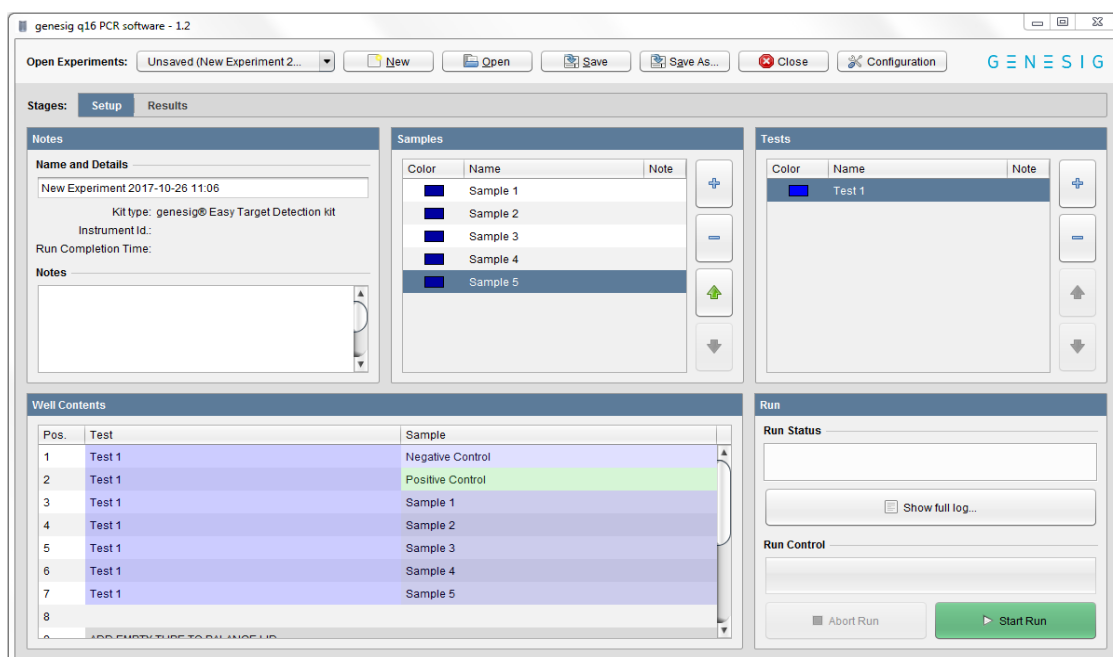 genesig q16 PCR software - 1.2
Open Experiments: Unsaved (New Experiment 2... New Open Save Save As... Close Configuration GENESIG
Stages: Setup Results
Notes
Name and Details
New Experiment 2017-10-26 11:06
Kit type: genesig® Easy Target Detection kit
Instrument Id.:
Run Completion Time:
Notes
Samples
Color Name Note
Sample 1
Sample 2
Sample 3
Sample 4
Sample 5
Tests
Color Name Note
Test 1
Well Contents
Pos. Test Sample
1 Test 1 Negative Control
2 Test 1 Positive Control
3 Test 1 Sample 1
4 Test 1 Sample 2
5 Test 1 Sample 3
6 Test 1 Sample 4
7 Test 1 Sample 5
8
ADD EMPTY TUBE TO BALANCE LID
Run
Run Status
Show full log...
Run Control
Abort Run Start Run